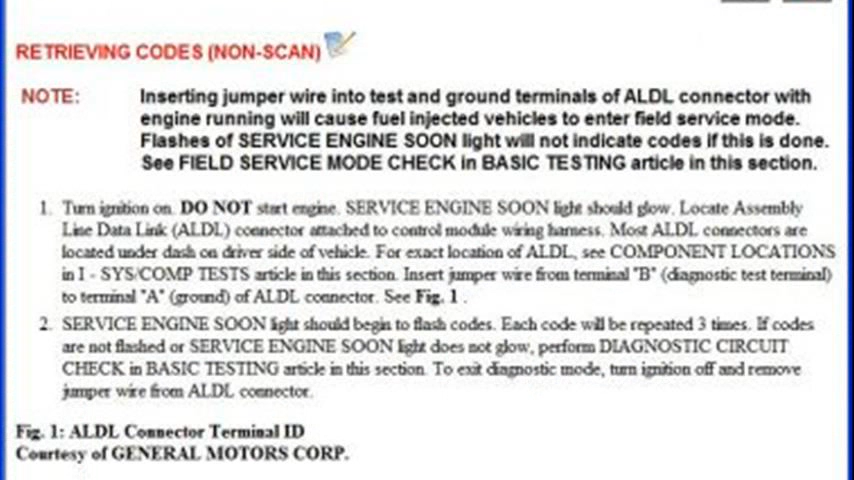 RETRIEVING CODES (NON-SCAN)
NOTE: Inserting jumper wire into test and ground terminals of ALDL connector with
engine running will cause fuel injected vehicles to enter field service mode.
Flashes of SERVICE ENGINE SOON light will not indicate codes if this is done.
See FIELD SERVICE MODE CHECK in BASIC TESTING article in this section.
1. Turn ignition on. DO NOT start engine. SERVICE ENGINE SOON light should glow. Locate Assembly
Line Data Link (ALDL) connector attached to control module wiring harness. Most ALDL connectors are
located under dash on driver side of vehicle. For exact location of ALDL, see COMPONENT LOCATIONS
in I - SYS/COMP TESTS article in this section. Insert jumper wire from terminal "B" (diagnostic test terminal)
to terminal "A" (ground) of ALDL connector. See Fig. 1 .
2. SERVICE ENGINE SOON light should begin to flash codes. Each code will be repeated 3 times. If codes
are not flashed or SERVICE ENGINE SOON light does not glow, perform DIAGNOSTIC CIRCUIT
CHECK in BASIC TESTING article in this section. To exit diagnostic mode, turn ignition off and remove
jumper wire from ALDL connector.
Fig. 1: ALDL Connector Terminal ID
Courtesy of GENERAL MOTORS CORP.